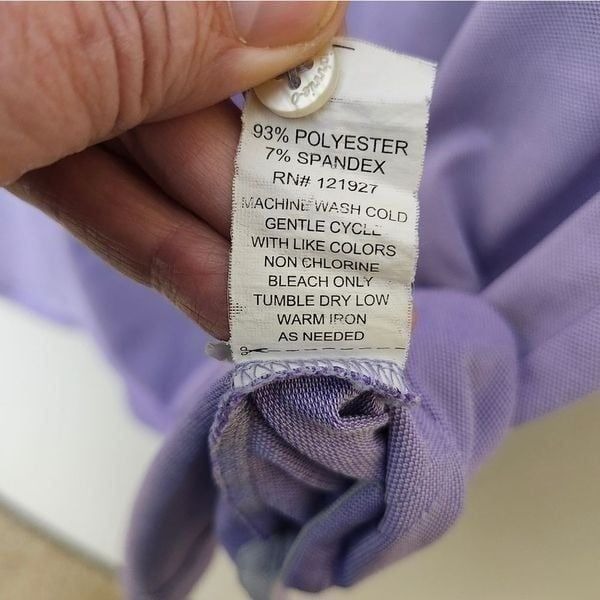 93% POLYESTER
7% SPANDEX
RN# 121927
MACHINE WASH COLD
GENTLE CYCLE
WITH LIKE COLORS
NON CHLORINE
BLEACH ONLY
TUMBLE DRY LOW
WARM IRON
AS NEEDED